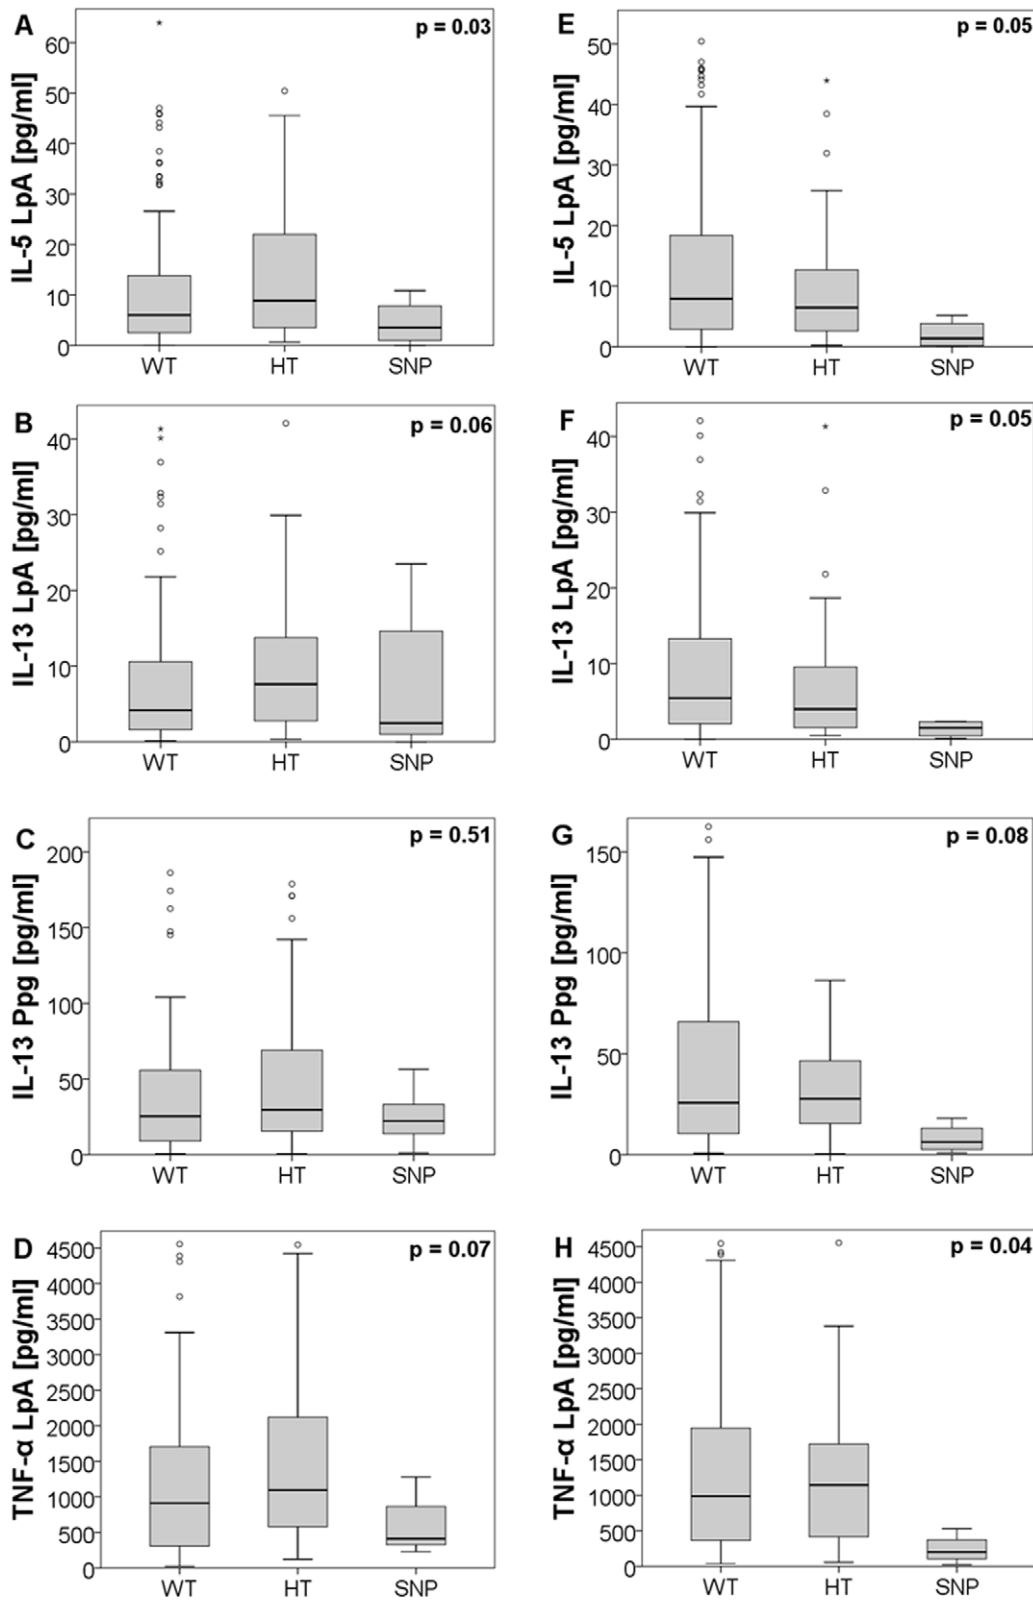 A
p = 0.03
IL-5 LpA [pg/ml]
60
50
40
30
20
10
0
WT HT SNP
E
p = 0.05
IL-5 LpA [pg/ml]
50
40
30
20
10
0
WT HT SNP
B
p = 0.06
IL-13 LpA [pg/ml]
40
30
20
10
0
WT HT SNP
F
p = 0.05
IL-13 LpA [pg/ml]
40
30
20
10
0
WT HT SNP
C
p = 0.51
IL-13 Ppg [pg/ml]
200
150
100
50
0
WT HT SNP
G
p = 0.08
IL-13 Ppg [pg/ml]
150
100
50
0
WT HT SNP
D
p = 0.07
TNF-α LpA [pg/ml]
4500
4000
3500
3000
2500
2000
1500
1000
500
0
WT HT SNP
H
p = 0.04
TNF-α LpA [pg/ml]
4500
4000
3500
3000
2500
2000
1500
1000
500
0
WT HT SNP